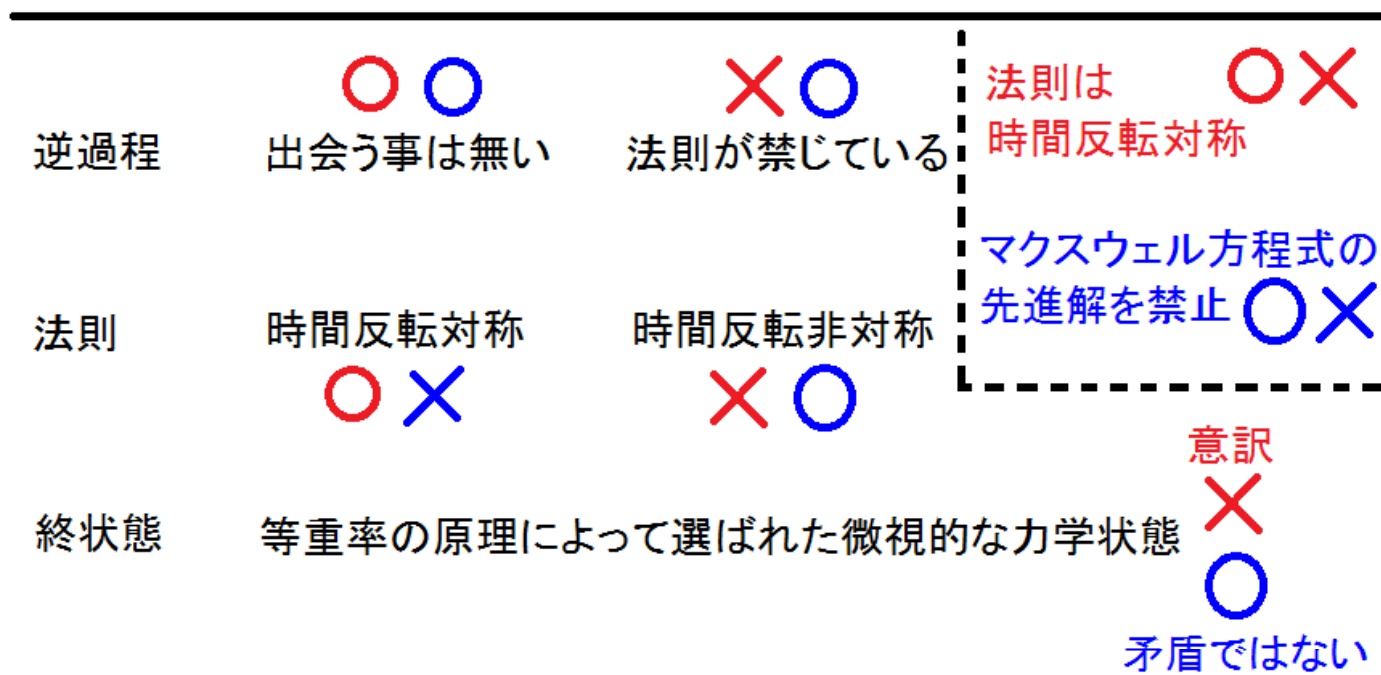 逆過程
出会う事は無い
法則が禁じている
法則は
時間反転対称
マクスウェル方程式の
先進解を禁止
法則
時間反転対称
時間反転非対称
意訳
終状態
等重率の原理によって選ばれた微視的な力学状態
矛盾ではない